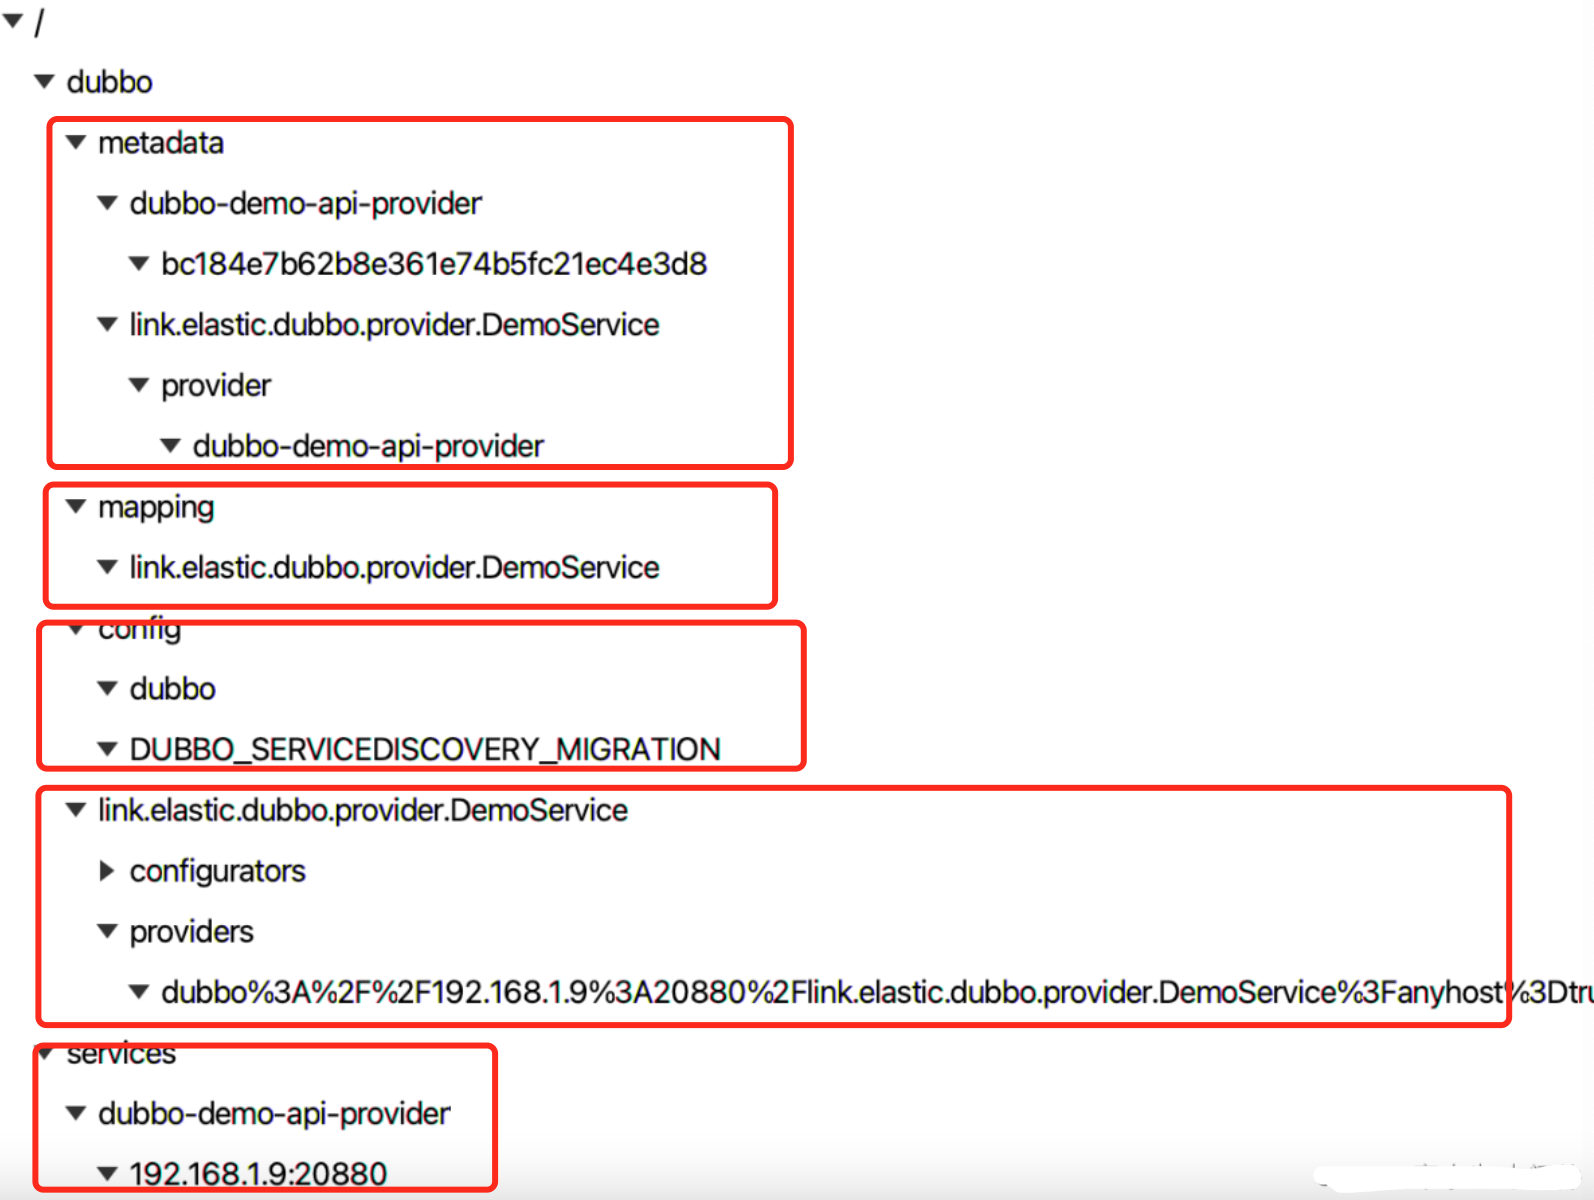 /
dubbo
metadata
dubbo-demo-api-provider
bc184e7b62b8e361e74b5fc21ec4e3d8
link.elastic.dubbo.provider.DemoService
provider
dubbo-demo-api-provider
mapping
link.elastic.dubbo.provider.DemoService
config
dubbo
DUBBO_SERVICEDISCOVERY_MIGRATION
link.elastic.dubbo.provider.DemoService
configurators
providers
dubbo%3A%2F%2F192.168.1.9%3A20880%2Flink.elastic.dubbo.provider.DemoService%3Fanyhost%3Dtru
services
dubbo-demo-api-provider
192.168.1.9:20880